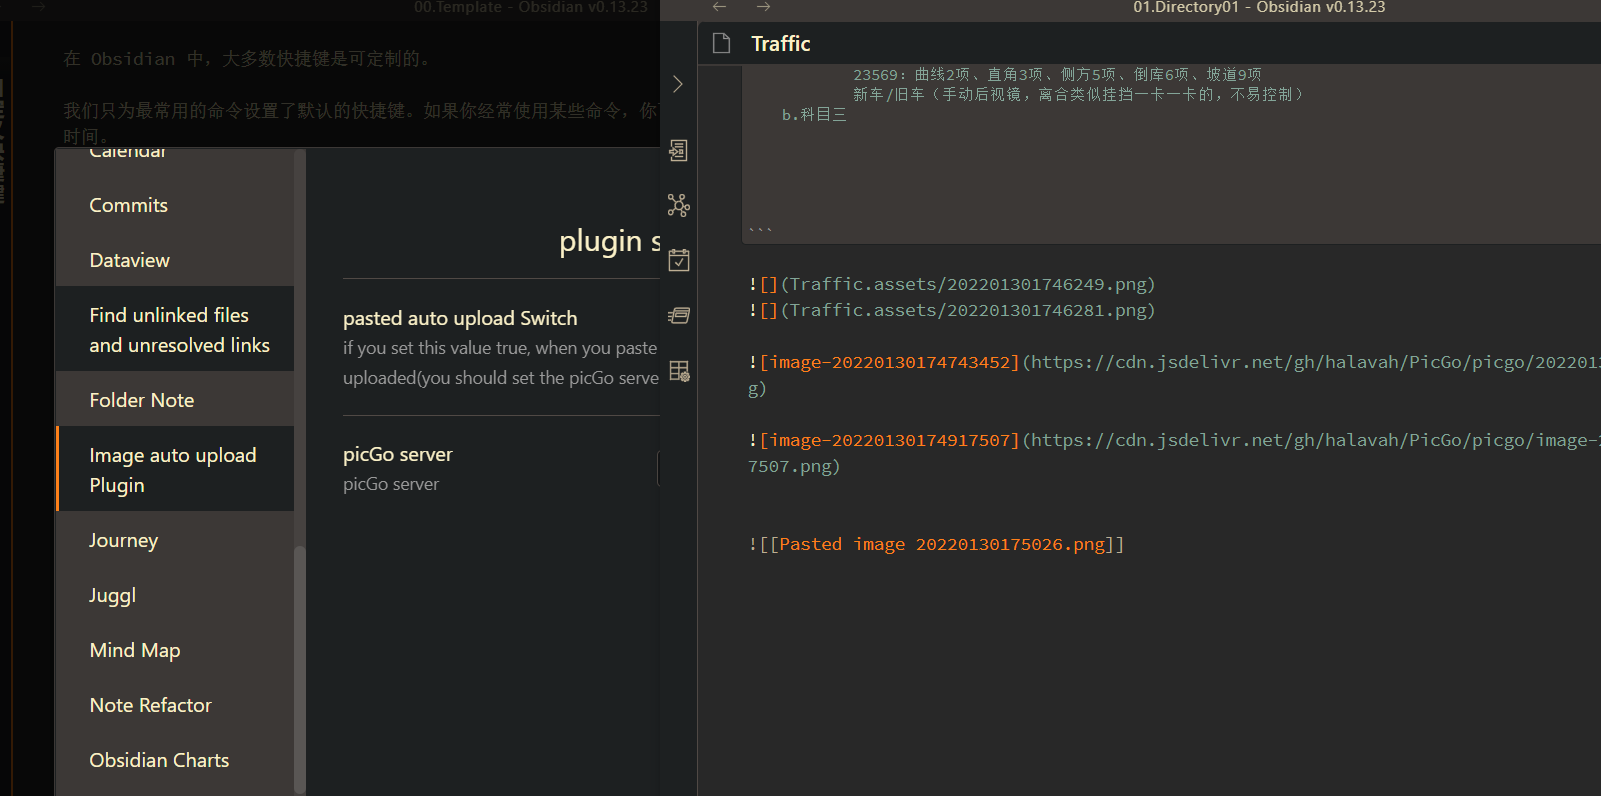 00.Template - Obsidian v0.13.23
在 Obsidian 中，大多数快捷键是可定制的。
我们只为最常用的命令设置了默认的快捷键。如果你经常使用某些命令，你
时间。
Calendar
Commits
Dataview
Find unlinked files
and unresolved links
Folder Note
Image auto upload
Plugin
Journey
Juggl
Mind Map
Note Refactor
Obsidian Charts
plugin s
pasted auto upload Switch
if you set this value true, when you paste
uploaded(you should set the picGo serve
picGo server
picGo server
01.Directory01 - Obsidian v0.13.23
Traffic
23569：曲线2项、直角3项、侧方5项、倒库6项、坡道9项
新车/旧车（手动后视镜，离合类似挂挡一卡一卡的，不易控制）
b.科目三
```
![](Traffic.assets/202201301746249.png)
![](Traffic.assets/202201301746281.png)
![image-20220130174743452](https://cdn.jsdelivr.net/gh/halavah/PicGo/picgo/202201
g)
![image-20220130174917507](https://cdn.jsdelivr.net/gh/halavah/PicGo/picgo/image-2
7507.png)
![[Pasted image 20220130175026.png]]